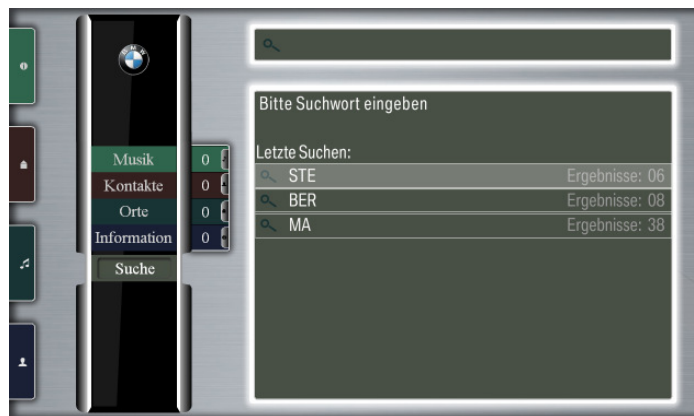 BMW
Musik 0
Kontakte 0
Orte 0
Information 0
Suche
Bitte Suchwort eingeben
Letzte Suchen:
STE Ergebnisse: 06
BER Ergebnisse: 08
MA Ergebnisse: 38